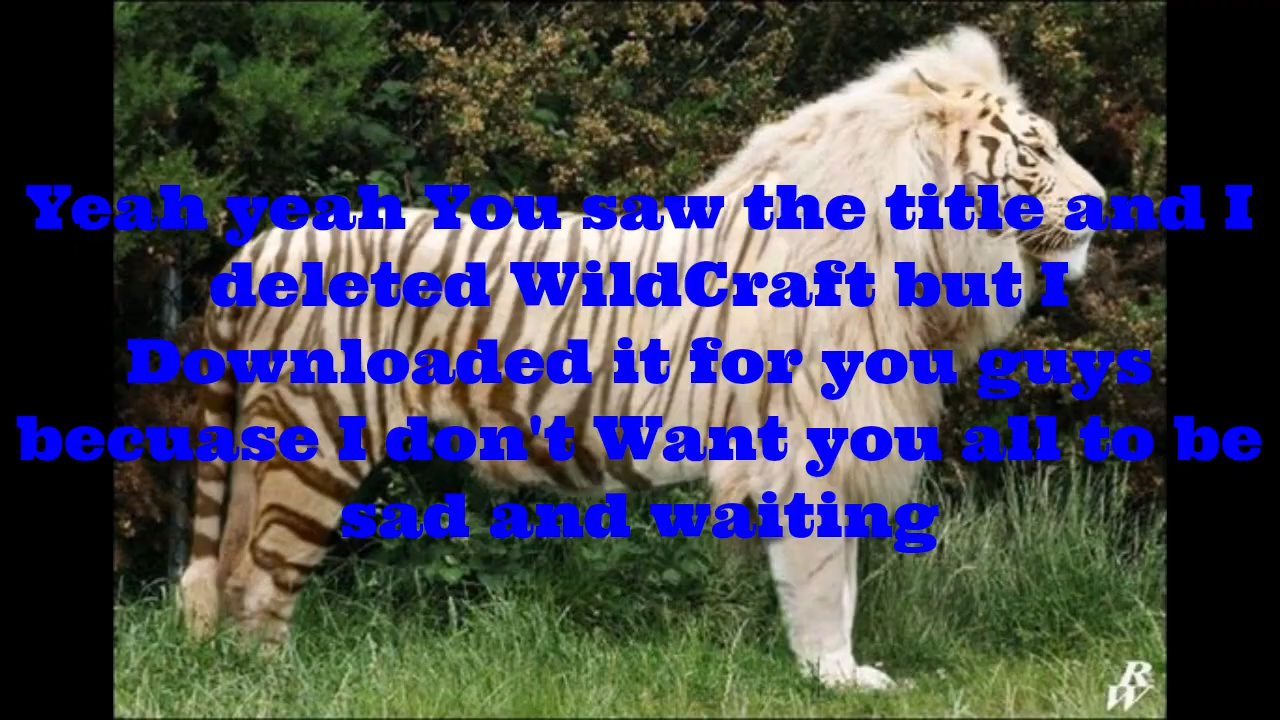 Yeah yeah You saw the title and I
deleted WildCraft but I
Downloaded it for you guys
becuase I don't Want you all to be
sad and waiting
RW